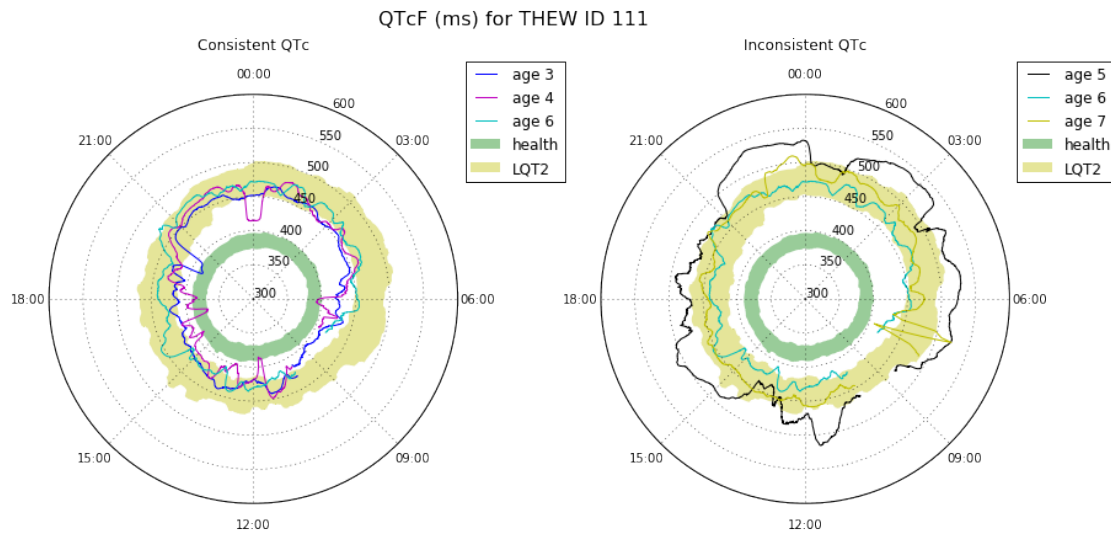 QTcF (ms) for THEW ID 111
Consistent QTc
00:00
03:00
06:00
09:00
12:00
15:00
18:00
21:00
300
350
400
450
500
550
600
age 3
age 4
age 6
health
LQT2
Inconsistent QTc
00:00
03:00
06:00
09:00
12:00
15:00
18:00
21:00
300
350
400
450
500
550
600
age 5
age 6
age 7
health
LQT2